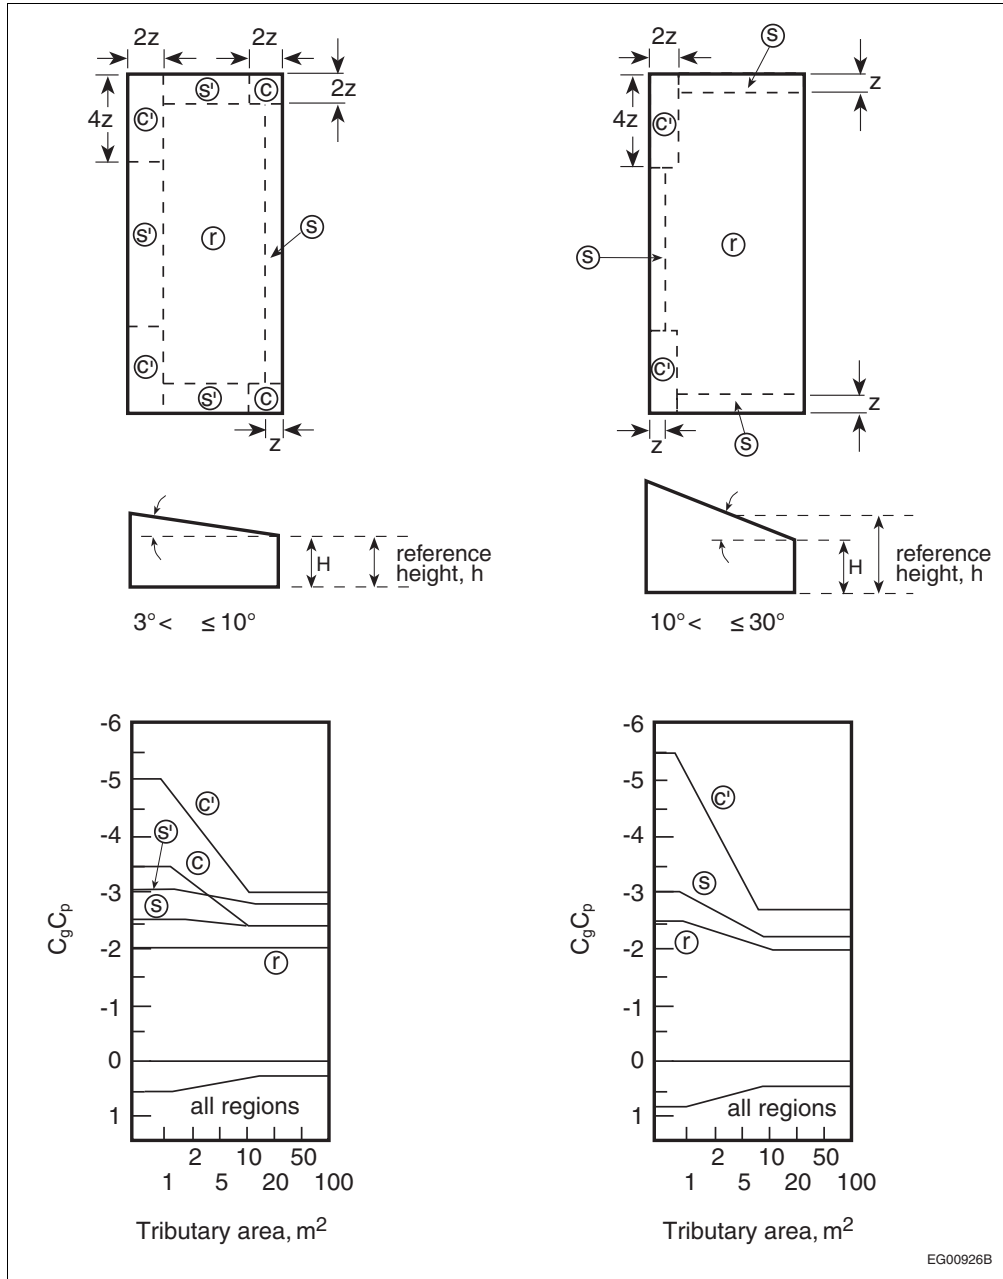 2z 2z
s' c 2z
4z c'
s' r s
c' s' c
z
H reference
height, h
3°< ≤ 10°
2z s
z
4z c'
s r
c' z
z s
H reference
height, h
10°< ≤ 30°
-6
-5
c'
-4
s' c
-3
s
CgCp
-2
r
-1
0
all regions
1
2 10 50
1 5 20 100
Tributary area, m²
-6
-5
c'
-4
-3 s
CgCp
-2 r
-1
0
all regions
1
2 10 50
1 5 20 100
Tributary area, m²
EG00926B